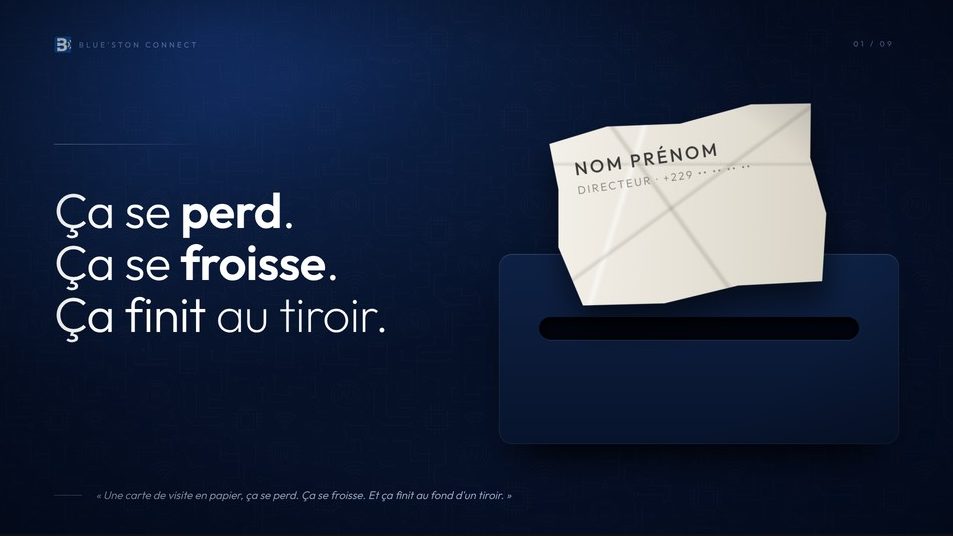 BLUE'STON CONNECT
01 / 09
Ça se perd.
Ça se froisse.
Ça finit au tiroir.
NOM PRÉNOM
DIRECTEUR · +229 •• •• •• ••
« Une carte de visite en papier, ça se perd. Ça se froisse. Et ça finit au fond d'un tiroir. »